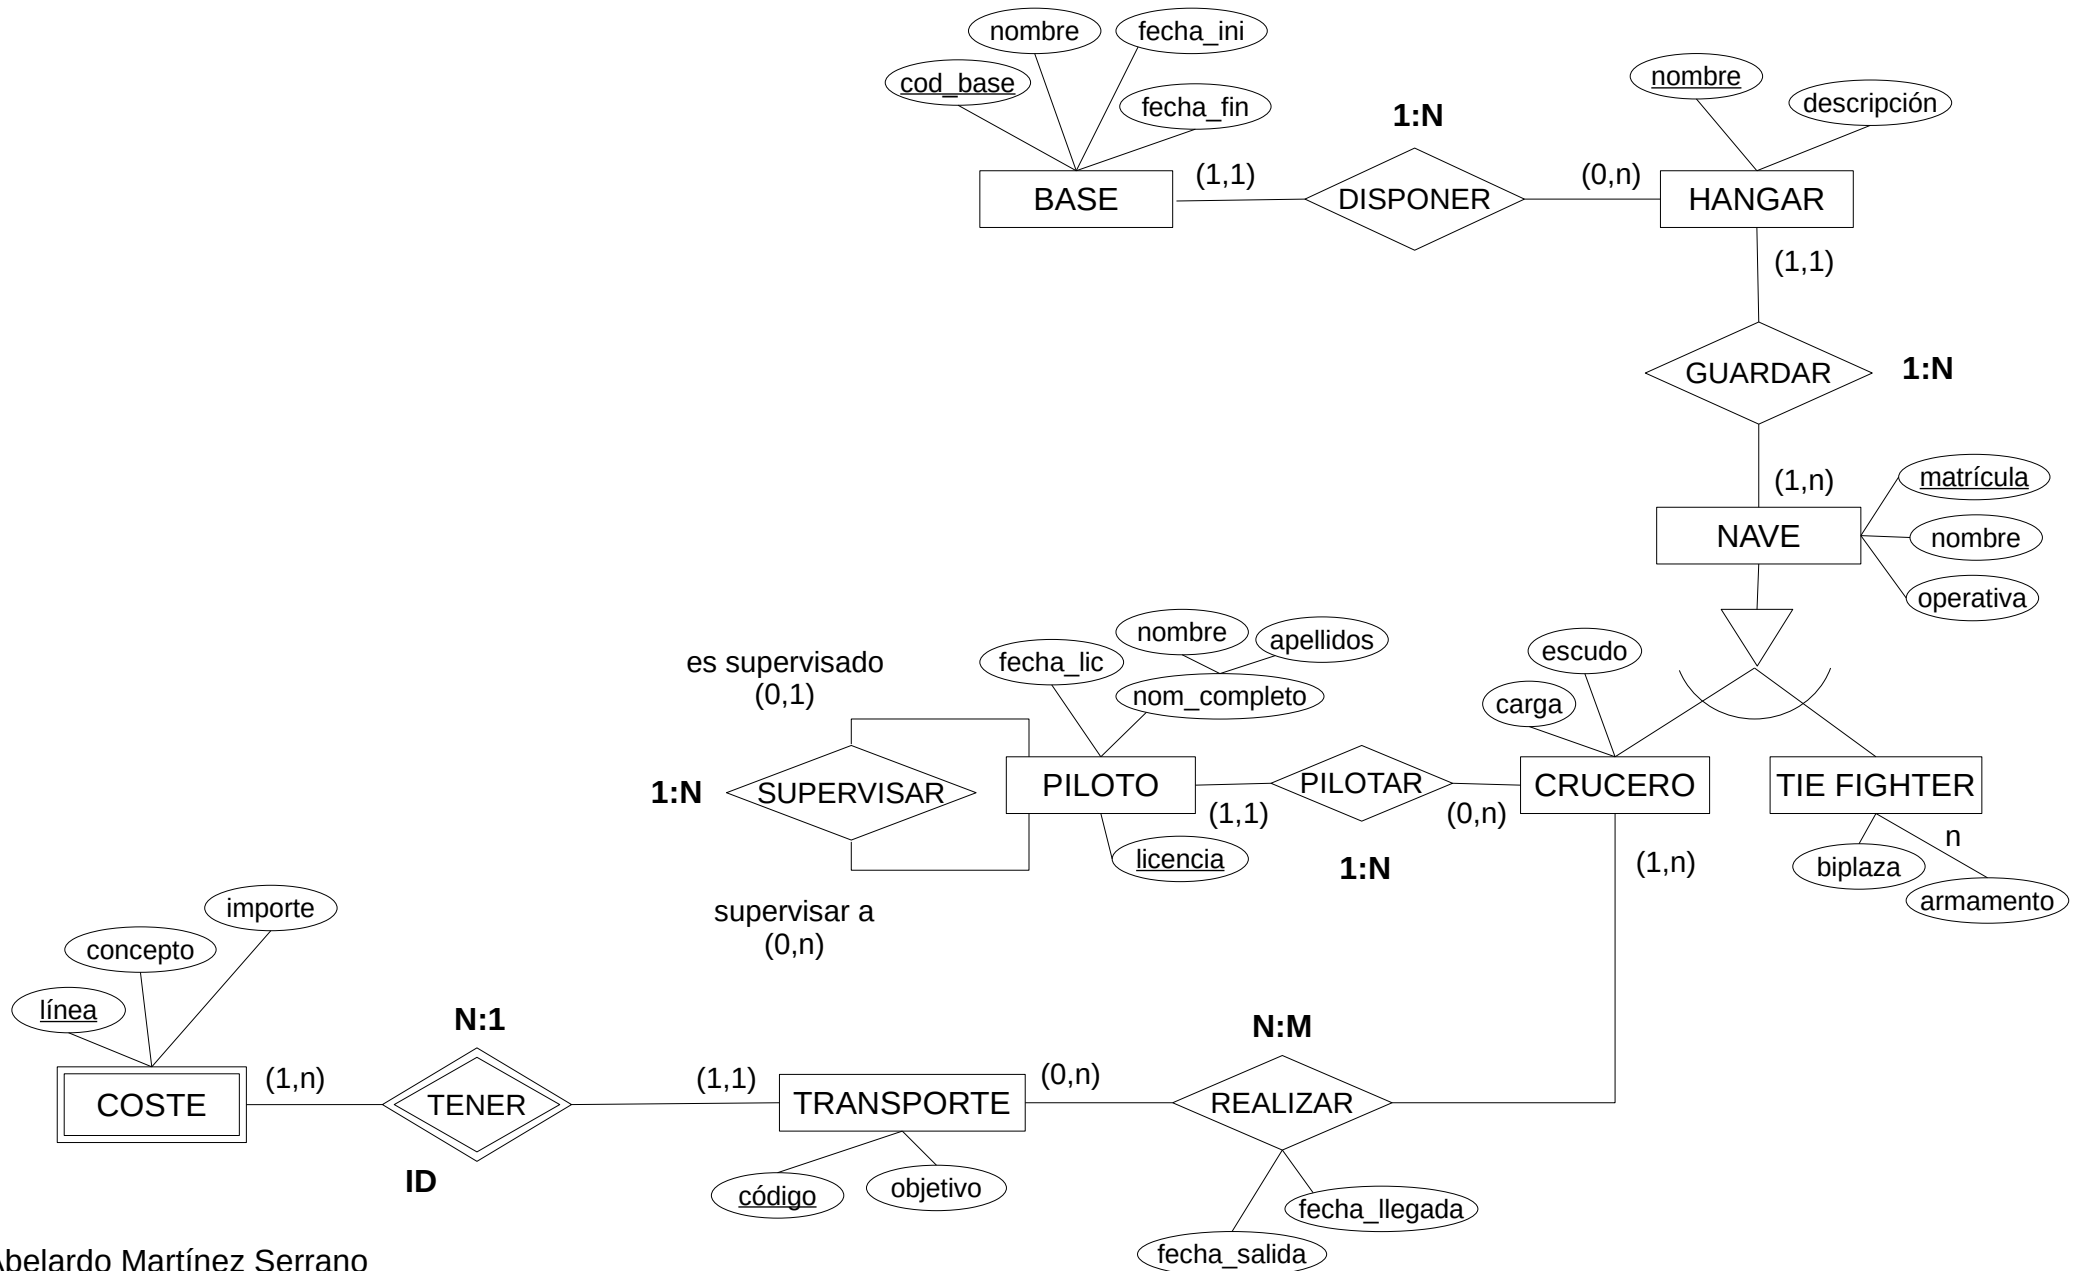 nombre
fecha_ini
cod_base
fecha_fin
1:N
nombre
descripción
BASE
(1,1)
DISPONER
(0,n)
HANGAR
(1,1)
GUARDAR
1:N
(1,n)
matrícula
NAVE
nombre
operativa
es supervisado
(0,1)
fecha_lic
nombre
apellidos
nom_completo
escudo
carga
1:N
SUPERVISAR
PILOTO
(1,1)
PILOTAR
(0,n)
CRUCERO
TIE FIGHTER
n
licencia
1:N
(1,n)
biplaza
armamento
supervisar a
(0,n)
importe
concepto
línea
N:1
N:M
COSTE
(1,n)
TENER
(1,1)
TRANSPORTE
(0,n)
REALIZAR
ID
código
objetivo
fecha_llegada
fecha_salida
Abelardo Martínez Serrano